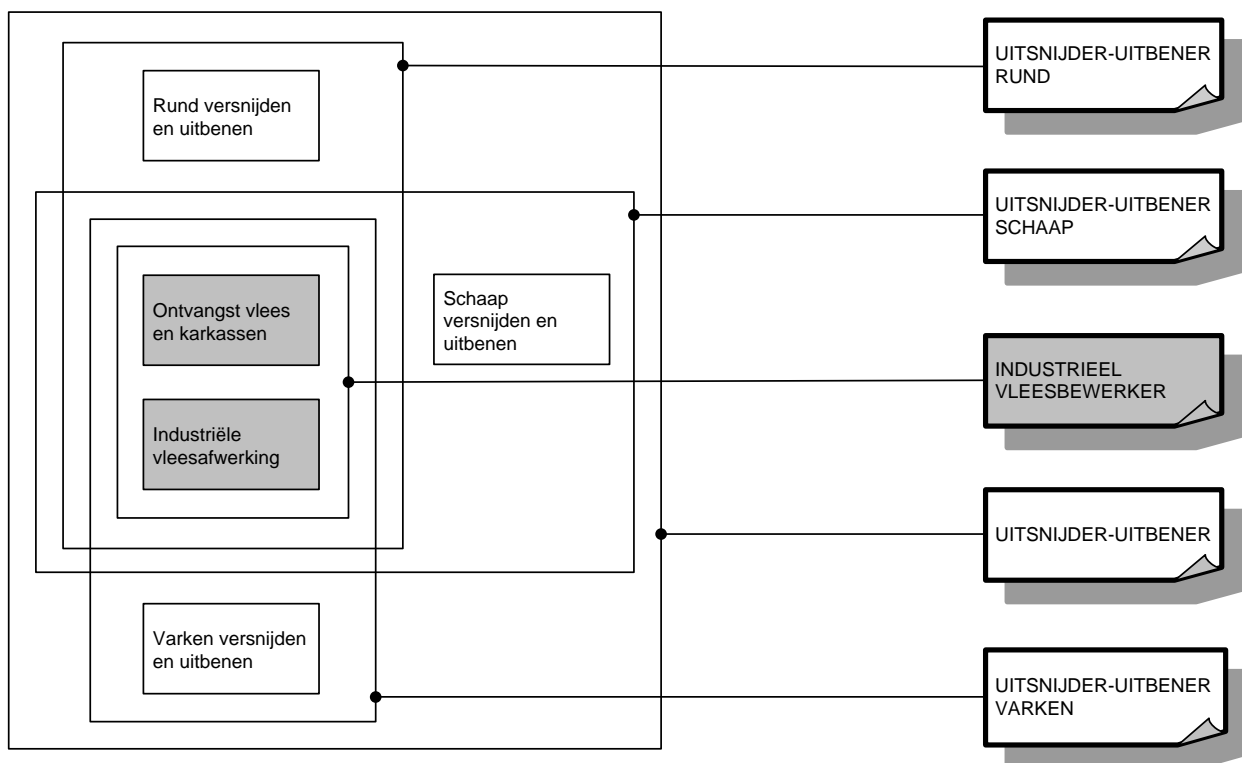 Rund versnijden
en uitbenen
Ontvangst vlees
en karkassen
Industriële
vleesafwerking
Schaap
versnijden en
uitbenen
Varken versnijden
en uitbenen
UITSNIJDER-UITBENER
RUND
UITSNIJDER-UITBENER
SCHAAP
INDUSTRIEEL
VLEESBEWERKER
UITSNIJDER-UITBENER
UITSNIJDER-UITBENER
VARKEN